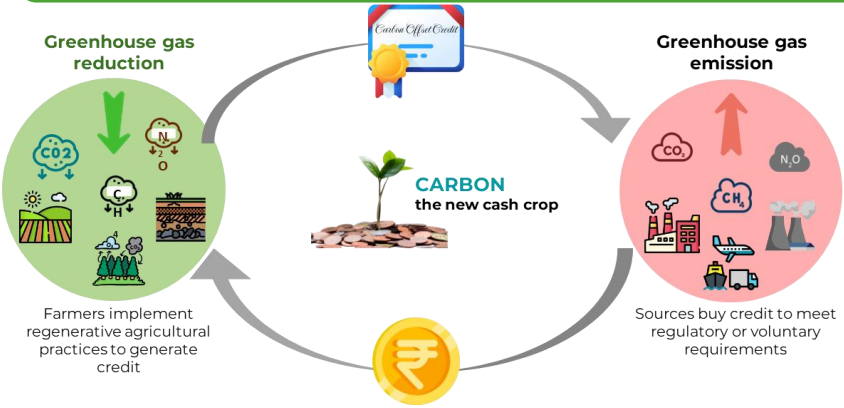 Carbon Offset Credit
Greenhouse gas
reduction
Greenhouse gas
emission
CO2
N
2
O
C
H
4
CO₂
N₂O
CH₄
CARBON
the new cash crop
Farmers implement
regenerative agricultural
practices to generate
credit
Sources buy credit to meet
regulatory or voluntary
requirements
₹